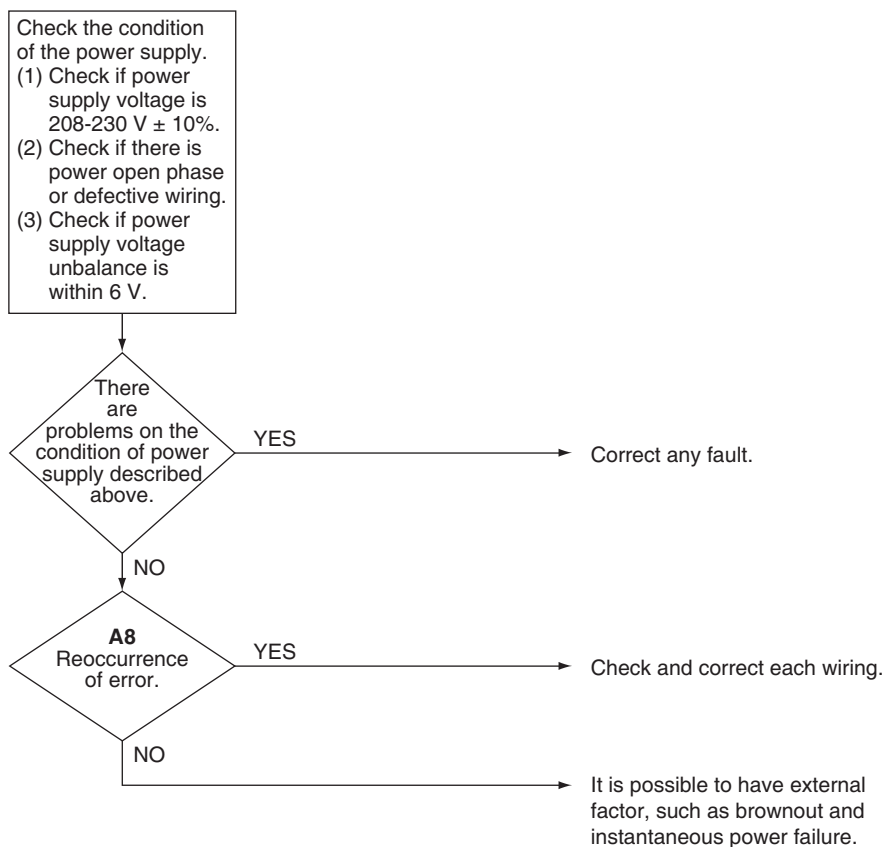 Check the condition
of the power supply.
(1) Check if power
supply voltage is
208-230 V ± 10%.
(2) Check if there is
power open phase
or defective wiring.
(3) Check if power
supply voltage
unbalance is
within 6 V.
There
are
problems on the
condition of power
supply described
above.
YES
Correct any fault.
NO
A8
Reoccurrence
of error.
YES
Check and correct each wiring.
NO
It is possible to have external
factor, such as brownout and
instantaneous power failure.